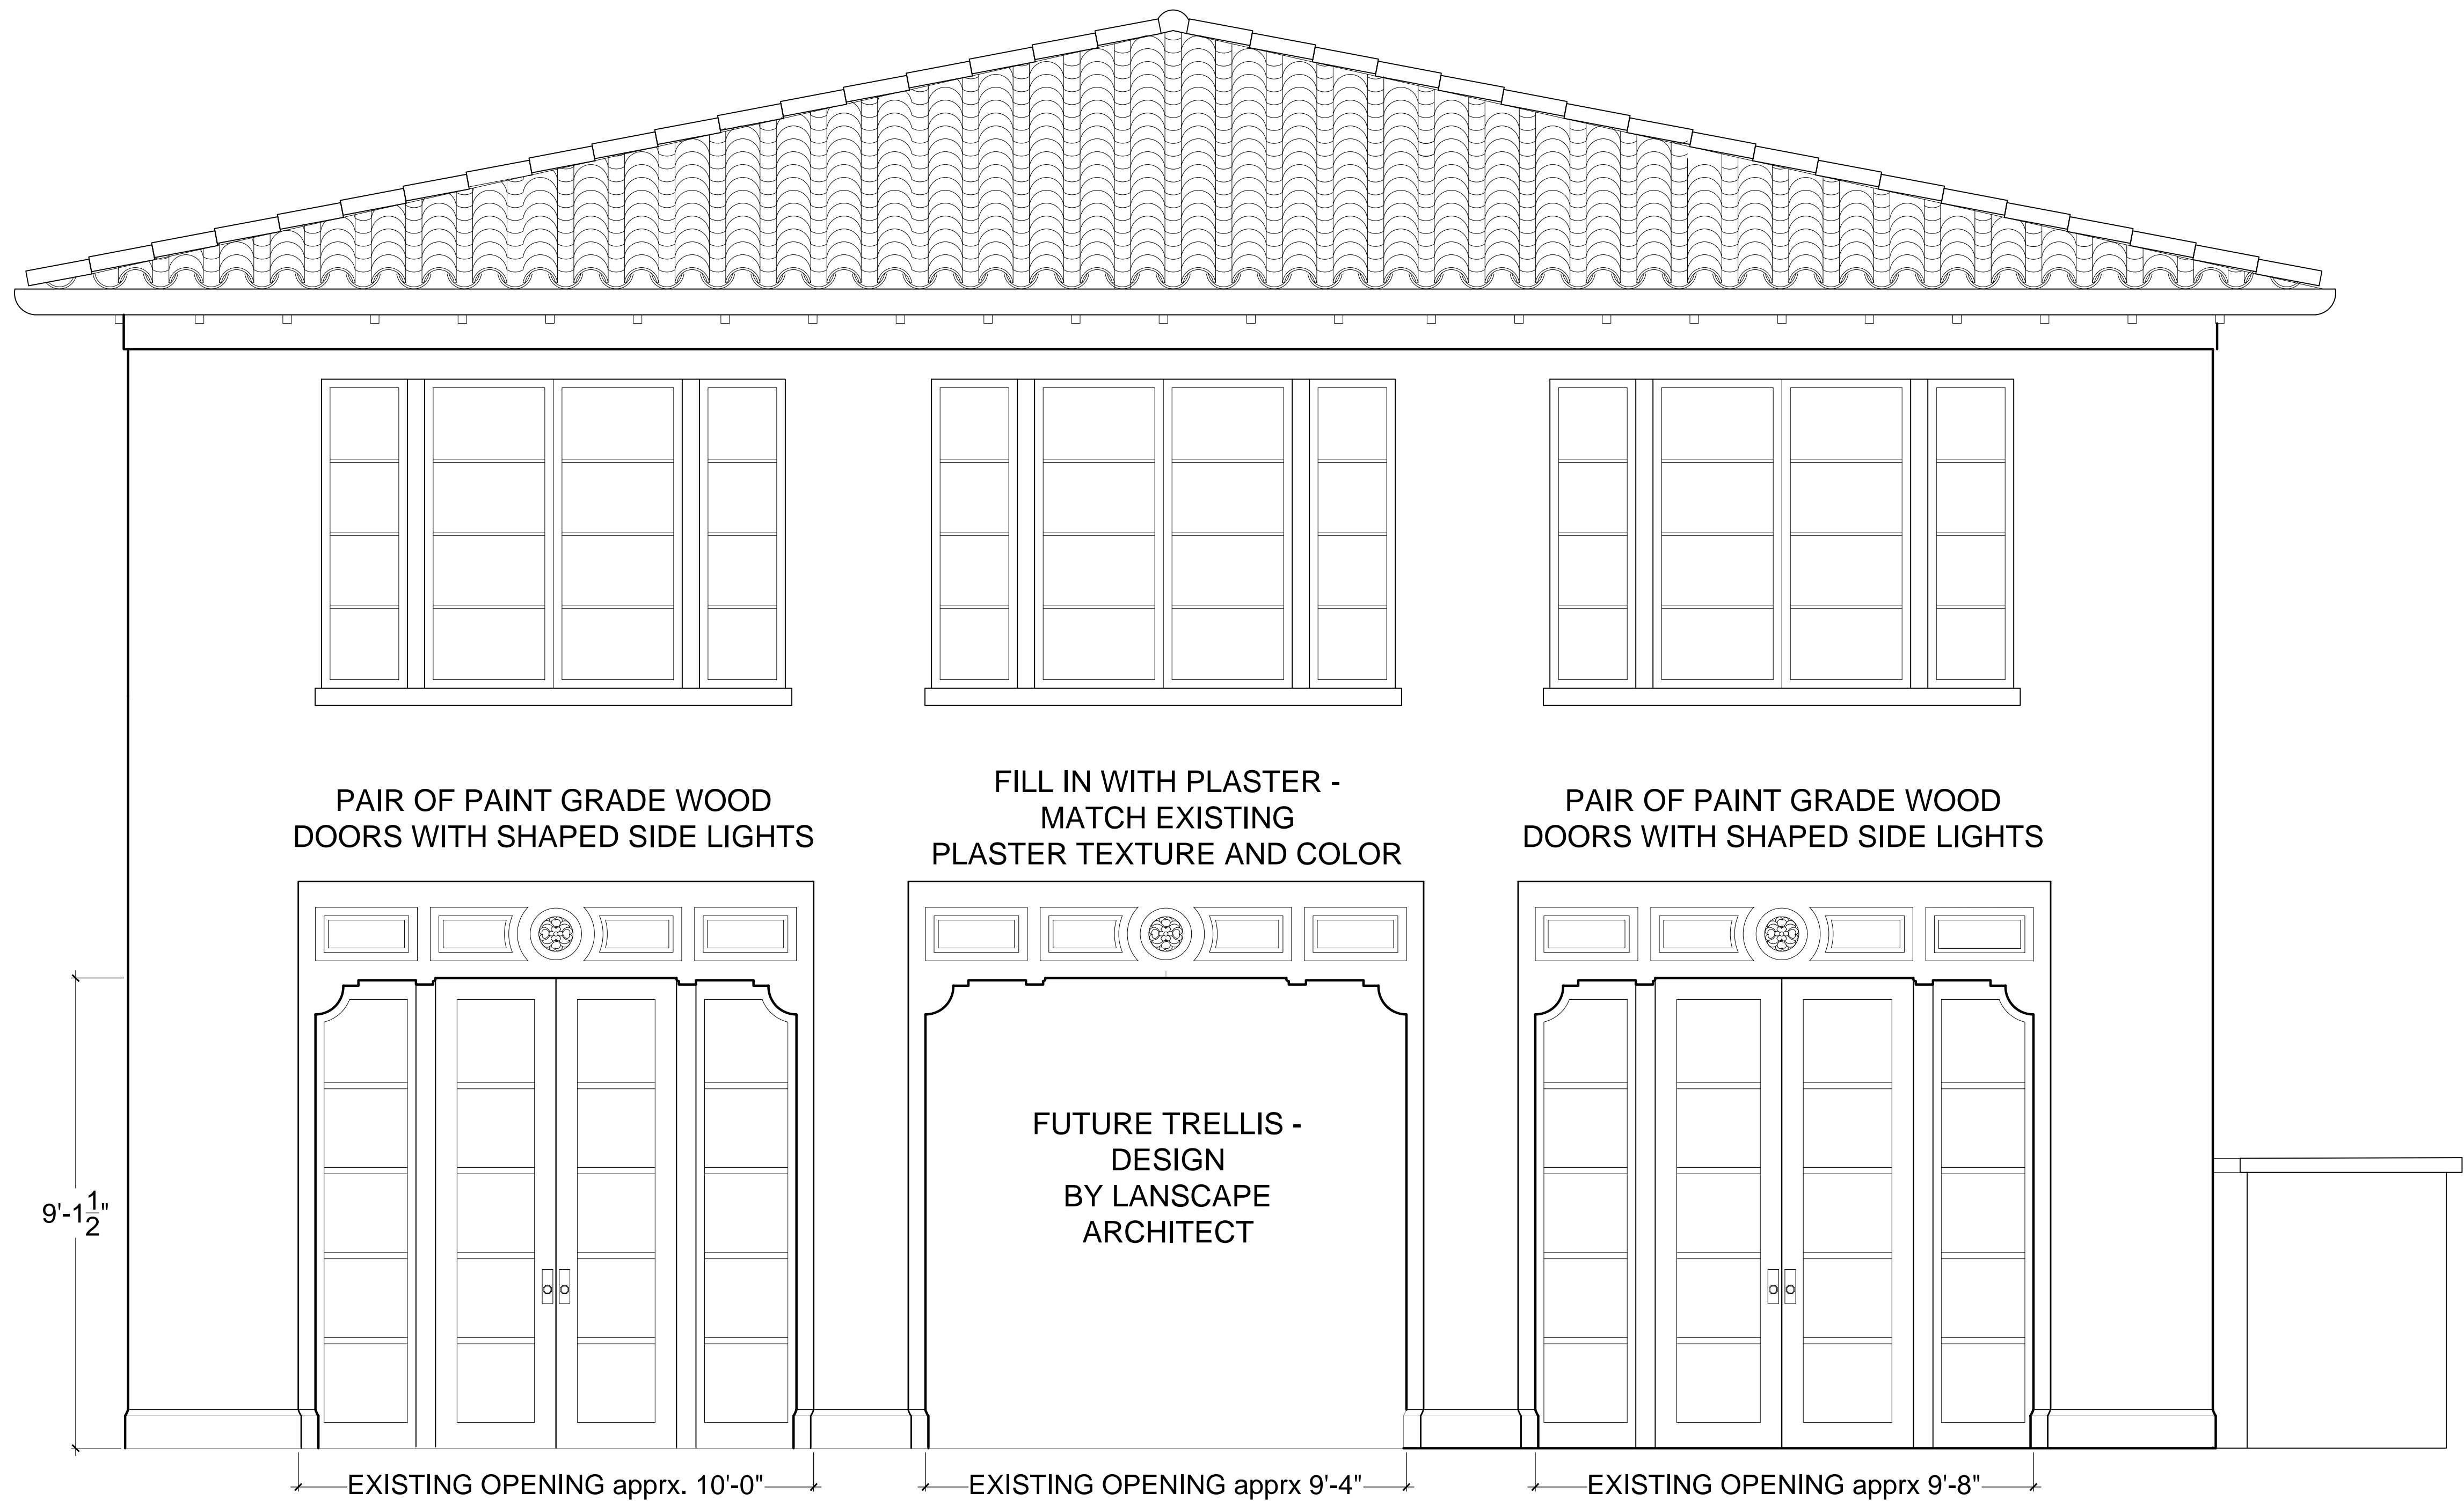 PAIR OF PAINT GRADE WOOD
DOORS WITH SHAPED SIDE LIGHTS
FILL IN WITH PLASTER -
MATCH EXISTING
PLASTER TEXTURE AND COLOR
PAIR OF PAINT GRADE WOOD
DOORS WITH SHAPED SIDE LIGHTS
FUTURE TRELLIS -
DESIGN
BY LANSCAPE
ARCHITECT
9'-1 1/2"
EXISTING OPENING apprx. 10'-0"
EXISTING OPENING apprx 9'-4"
EXISTING OPENING apprx 9'-8"